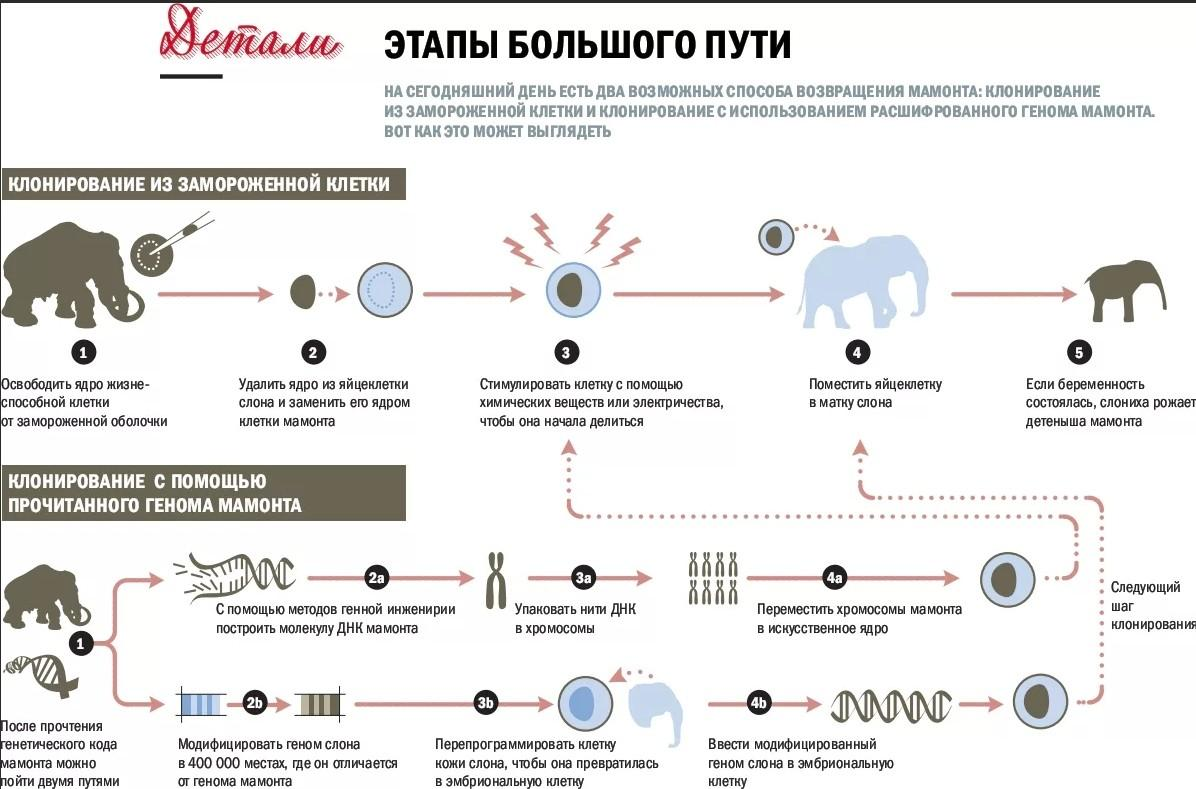 Детали
ЭТАПЫ БОЛЬШОГО ПУТИ
НА СЕГОДНЯШНИЙ ДЕНЬ ЕСТЬ ДВА ВОЗМОЖНЫХ СПОСОБА ВОЗВРАЩЕНИЯ МАМОНТА: КЛОНИРОВАНИЕ
ИЗ ЗАМОРОЖЕННОЙ КЛЕТКИ И КЛОНИРОВАНИЕ С ИСПОЛЬЗОВАНИЕМ РАСШИФРОВАННОГО ГЕНОМА МАМОНТА.
ВОТ КАК ЭТО МОЖЕТ ВЫГЛЯДЕТЬ
КЛОНИРОВАНИЕ ИЗ ЗАМОРОЖЕННОЙ КЛЕТКИ
1
Освободить ядро жизне-
способной клетки
от замороженной оболочки
2
Удалить ядро из яйцеклетки
слона и заменить его ядром
клетки мамонта
3
Стимулировать клетку с помощью
химических веществ или электричества,
чтобы она начала делиться
4
Поместить яйцеклетку
в матку слона
5
Если беременность
состоялась, слониха рожает
детеныша мамонта
КЛОНИРОВАНИЕ С ПОМОЩЬЮ
ПРОЧИТАННОГО ГЕНОМА МАМОНТА
1
После прочтения
генетического кода
мамонта можно
пойти двумя путями
2a
С помощью методов генной инженирии
построить молекулу ДНК мамонта
3a
Упаковать нити ДНК
в хромосомы
4a
Переместить хромосомы мамонта
в искусственное ядро
Следующий
шаг
клонирования
2b
Модифицировать геном слона
в 400 000 местах, где он отличается
от генома мамонта
3b
Перепрограммировать клетку
кожи слона, чтобы она превратилась
в эмбриональную клетку
4b
Ввести модифицированный
геном слона в эмбриональную
клетку